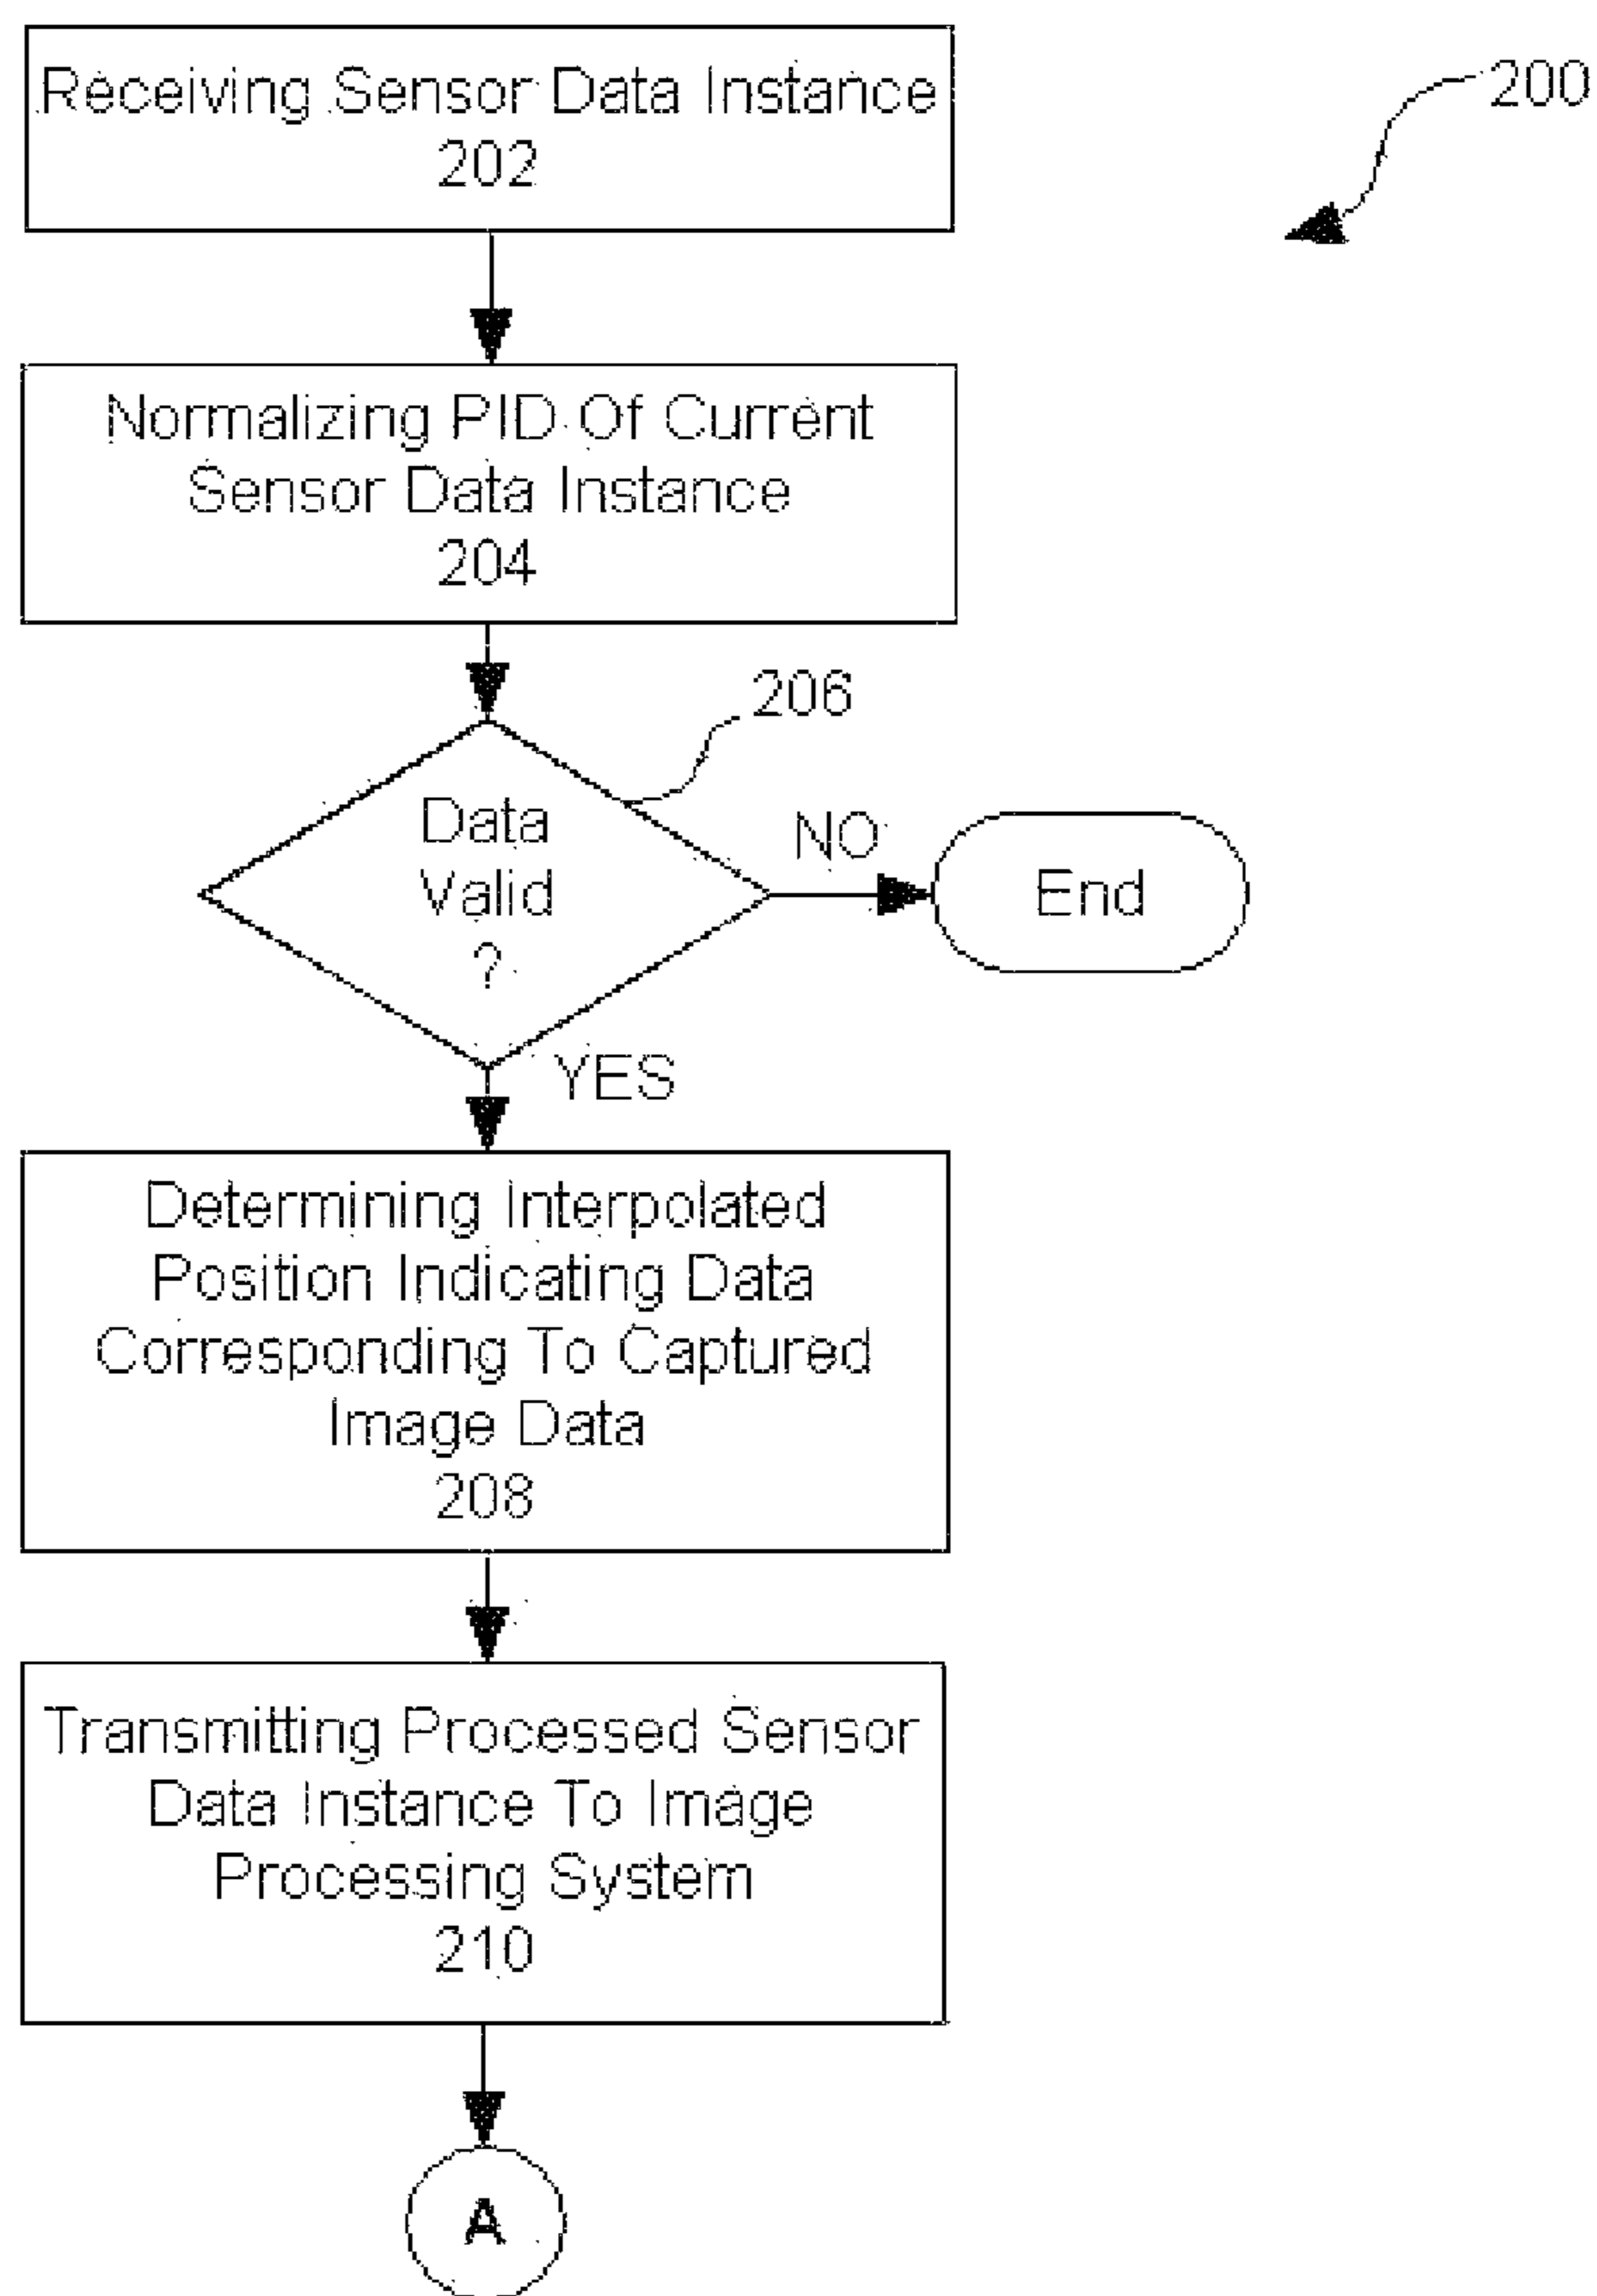 Receiving Sensor Data Instance
202
200
Normalizing PID Of Current
Sensor Data Instance
204
206
Data
Valid
?
NO
End
YES
Determining Interpolated
Position Indicating Data
Corresponding To Captured
Image Data
208
Transmitting Processed Sensor
Data Instance To Image
Processing System
210
A